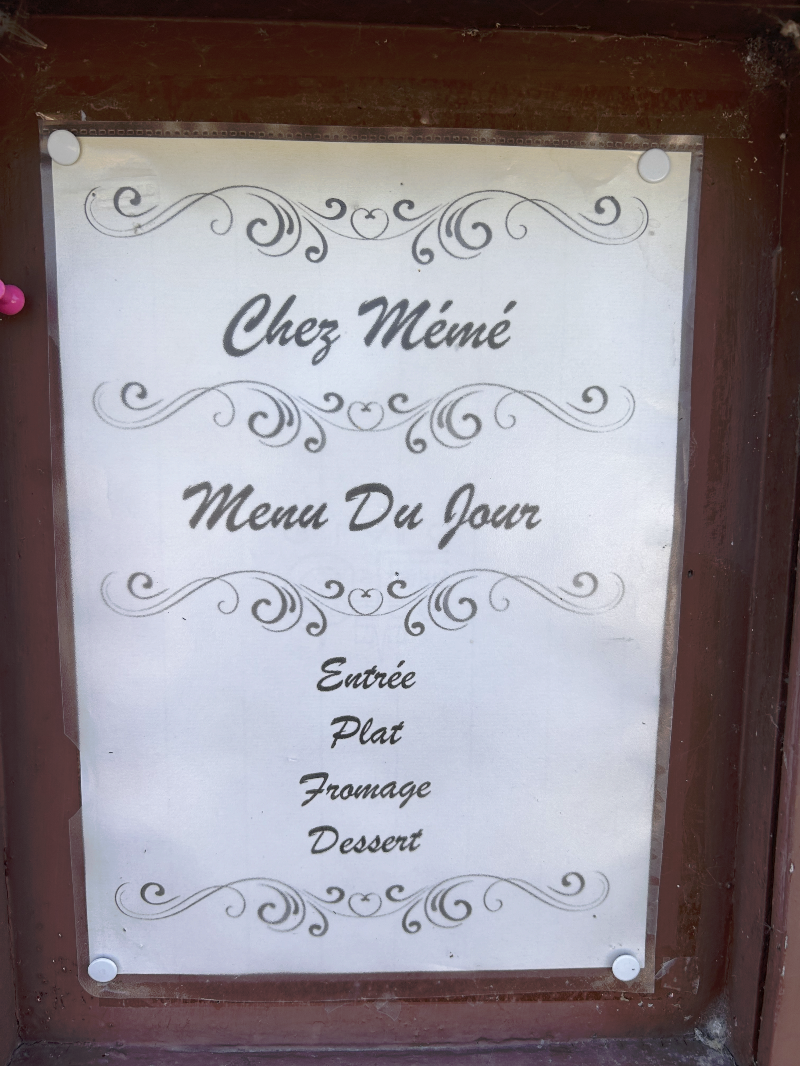 Chez Mémé
Menu Du Jour
Entrée
Plat
Fromage
Dessert